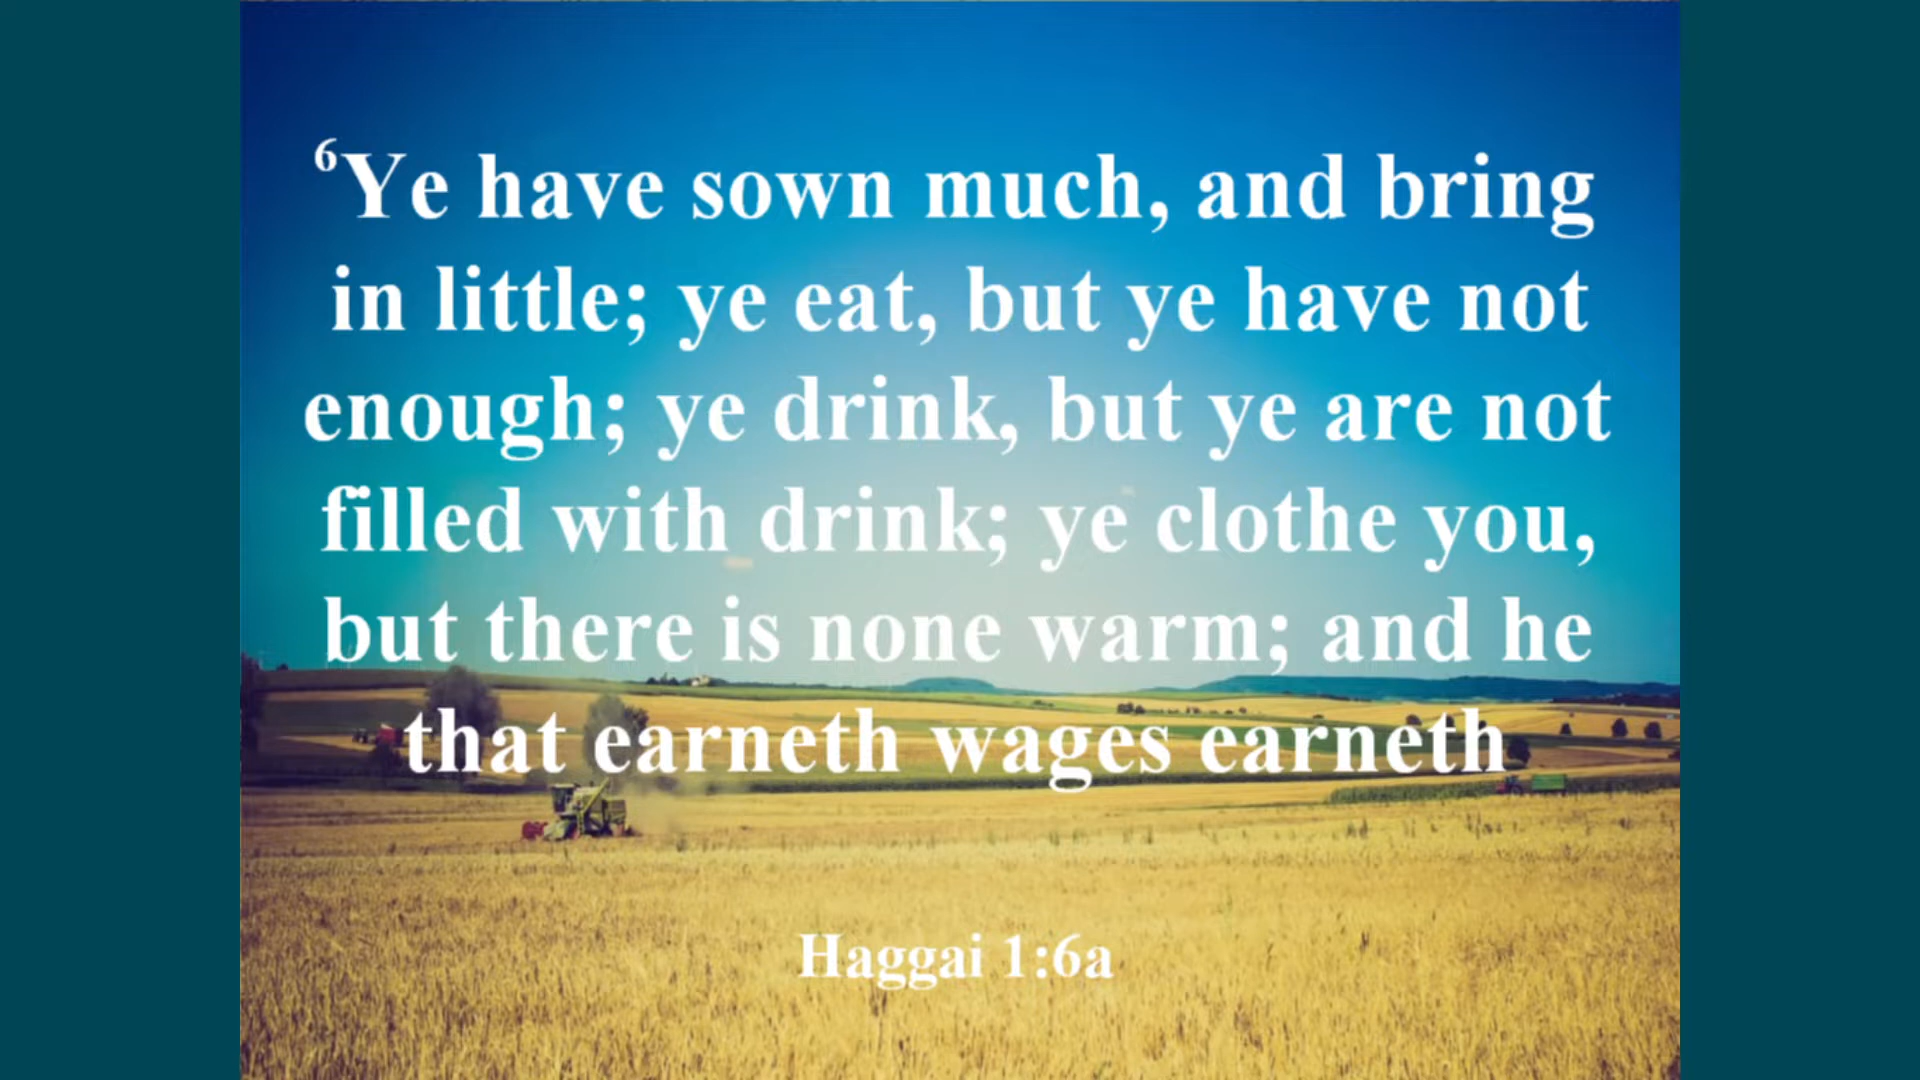 ⁶Ye have sown much, and bring
in little; ye eat, but ye have not
enough; ye drink, but ye are not
filled with drink; ye clothe you,
but there is none warm; and he
that earneth wages earneth
Haggai 1:6a